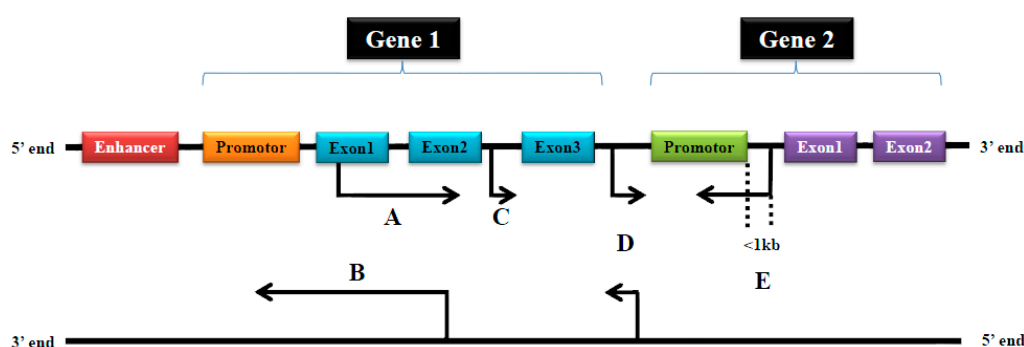 Gene 1
Gene 2
5’ end Enhancer Promotor Exon1 Exon2 Exon3 Promotor Exon1 Exon2 3’ end
A
C
D
<1kb
E
B
3’ end
5’ end